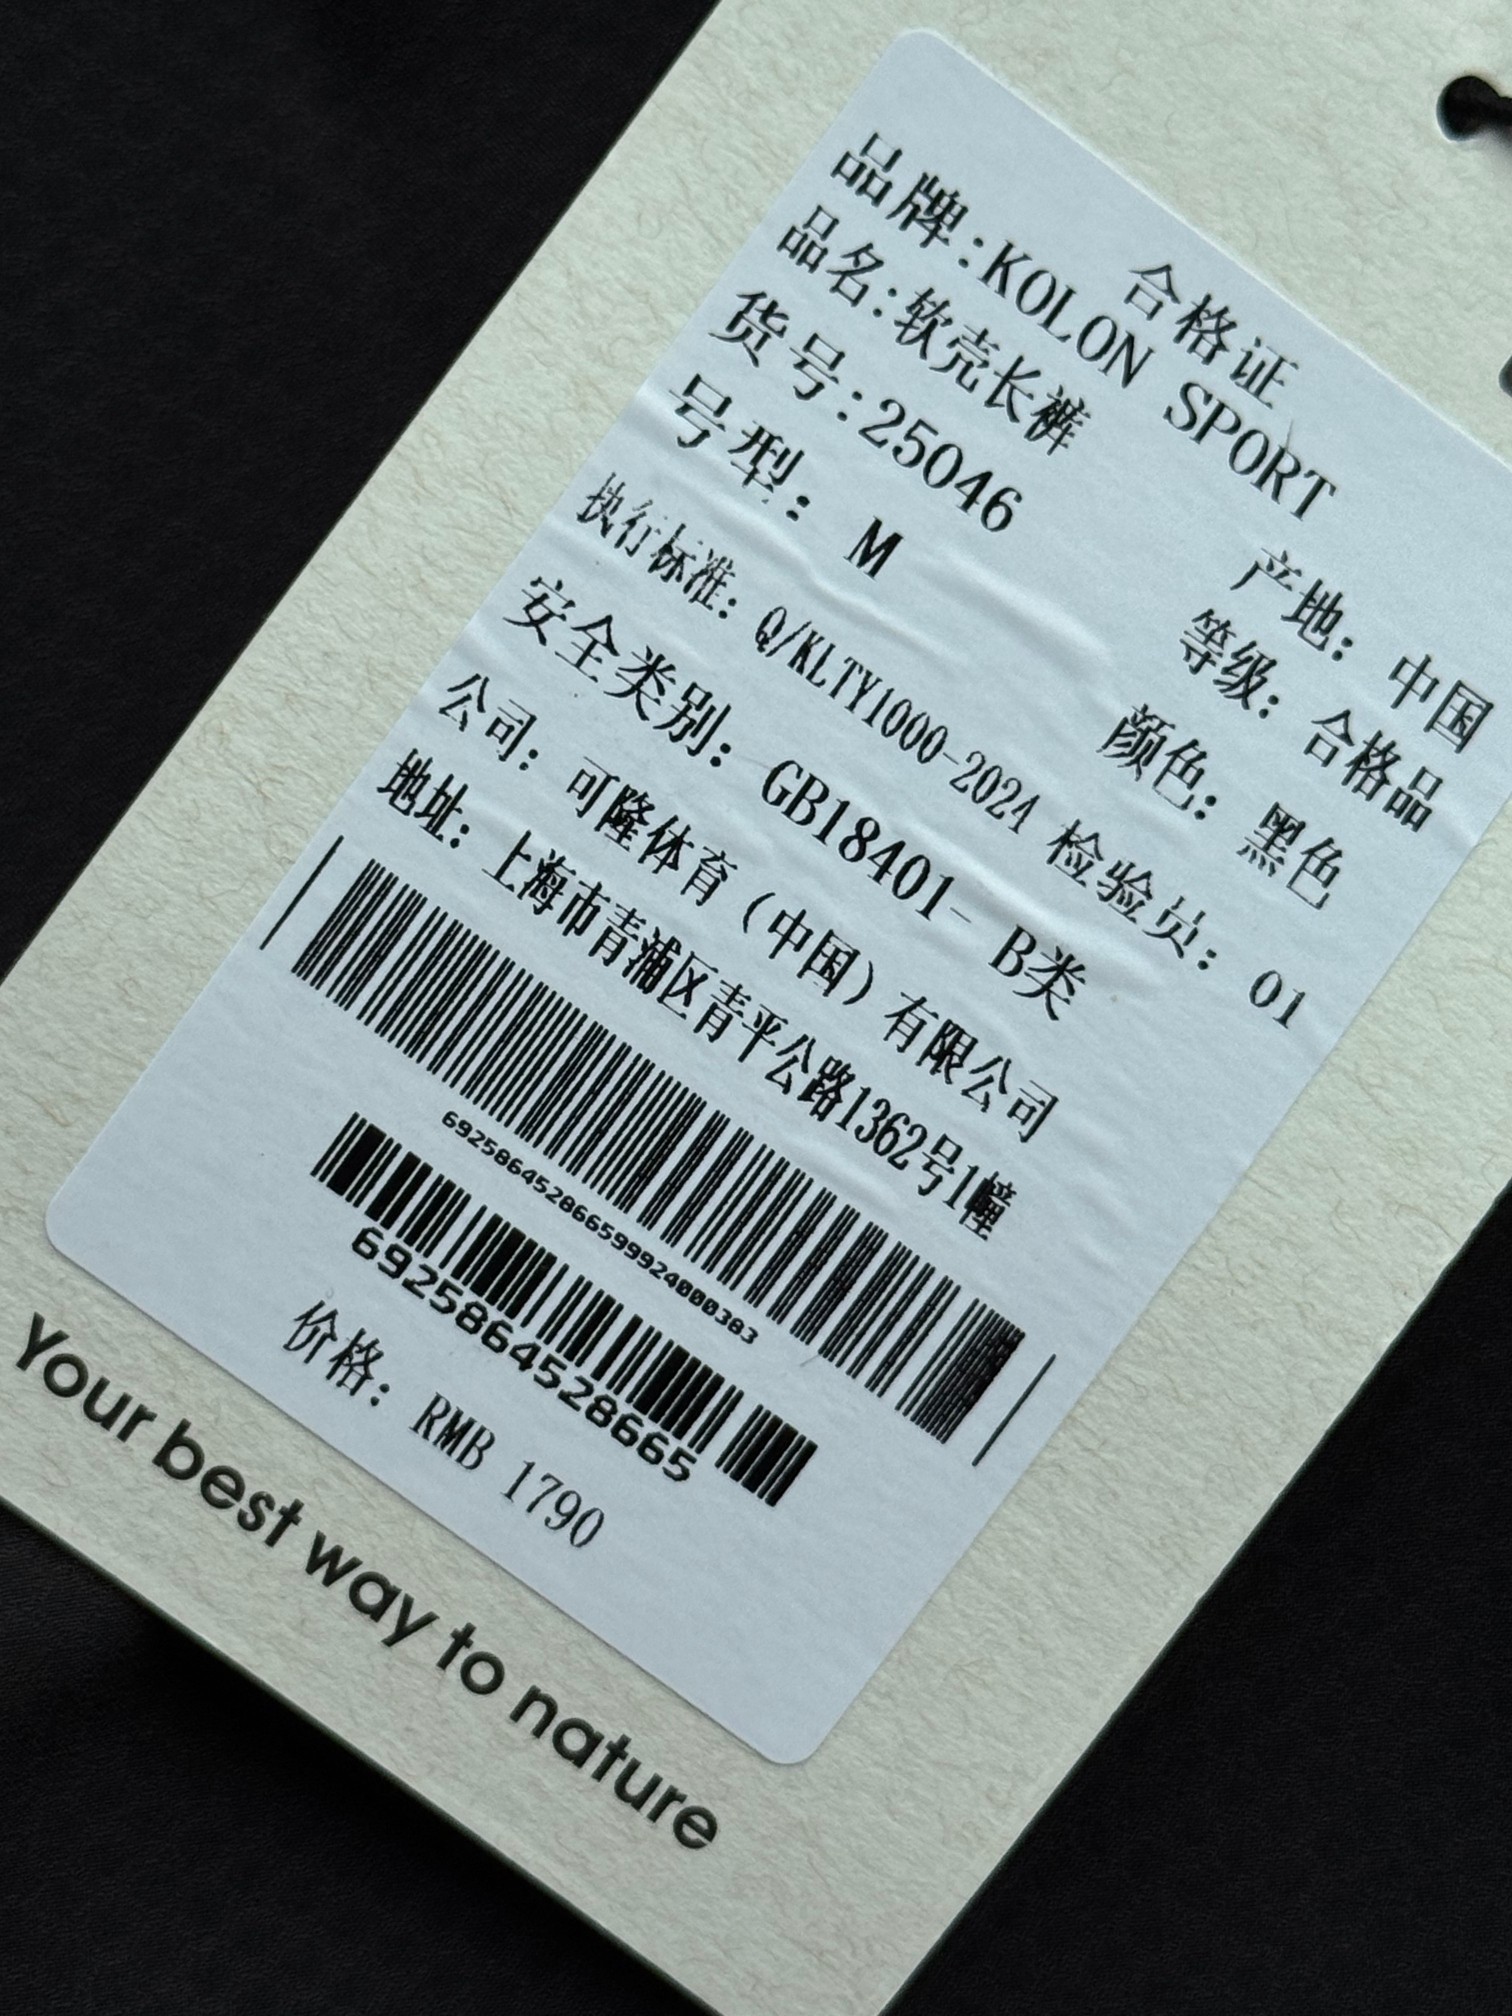 合格证
品牌:KOLON SPORT
品名:软壳长裤
货号:25046 产地: 中国
号型: M 等级: 合格品
颜色: 黑色
执行标准: Q/KLTY1000-2024 检验员: 01
安全类别: GB18401- B类
公司: 可隆体育(中国)有限公司
地址: 上海市青浦区青平公路1362号1幢
6925864528665999240000383
6925864528665
价格: RMB 1790
Your best way to nature